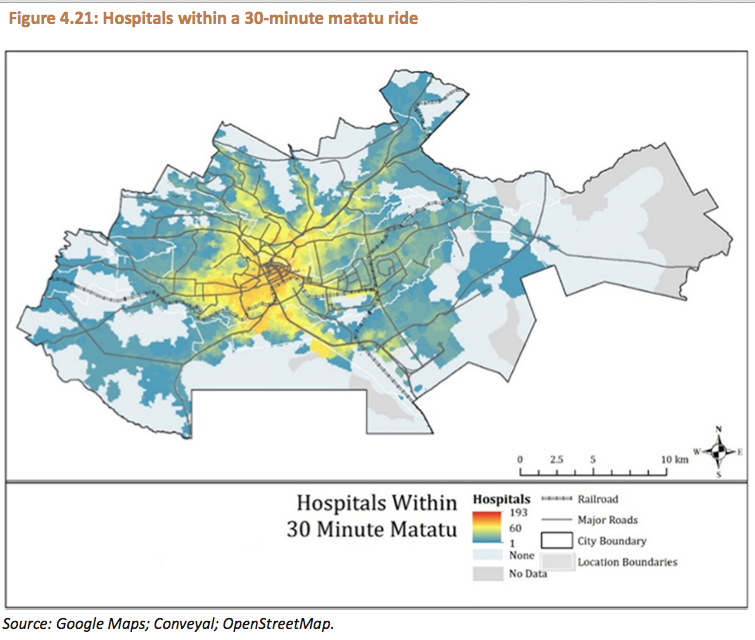 Figure 4.21: Hospitals within a 30-minute matatu ride
N
W
E
S
0 2.5 5 10 km
Hospitals Within
30 Minute Matatu
Hospitals
193
60
1
None
No Data
Railroad
Major Roads
City Boundary
Location Boundaries
Source: Google Maps; Conveyal; OpenStreetMap.